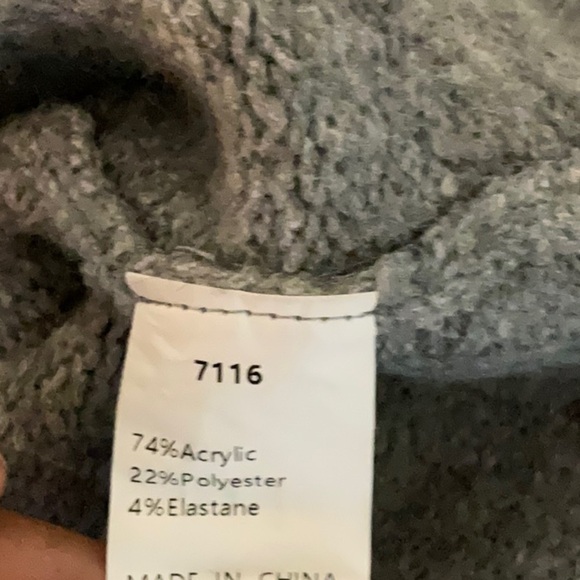 7116
74%Acrylic
22%Polyester
4%Elastane
MADE IN CHINA